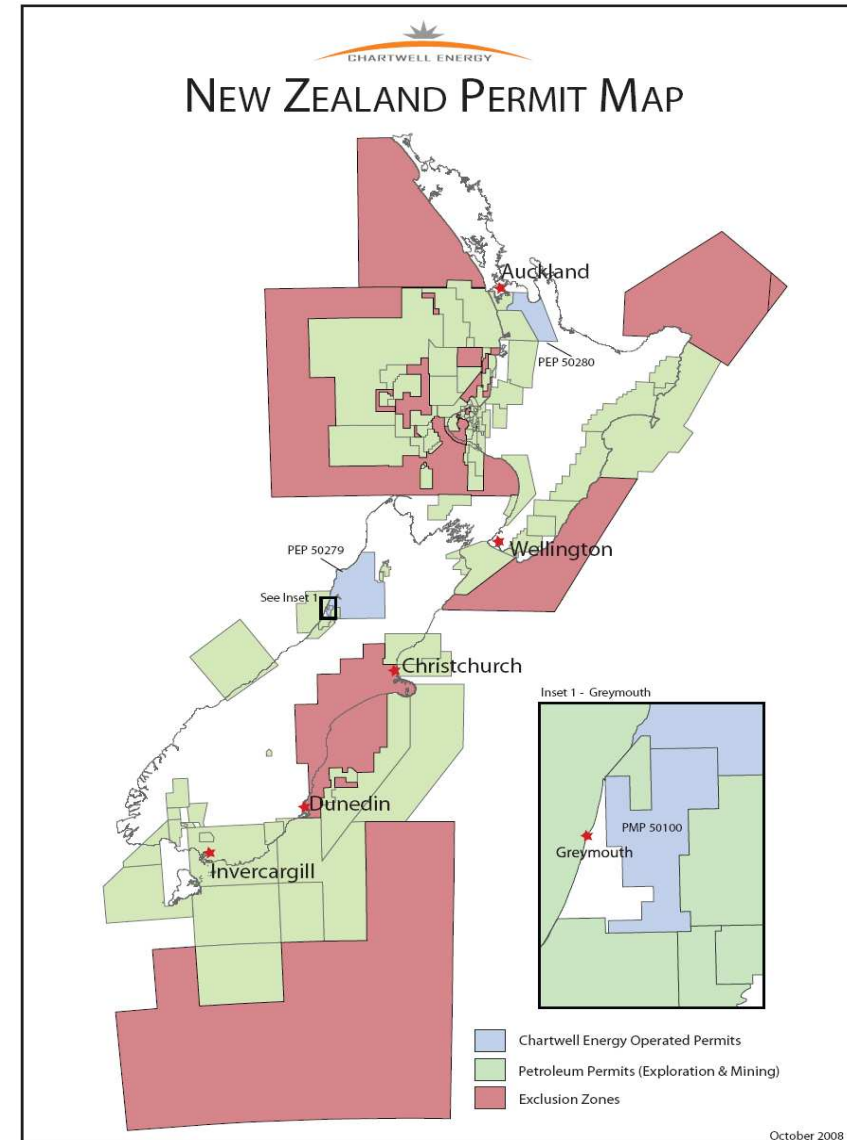 CHARTWELL ENERGY
NEW ZEALAND PERMIT MAP
Auckland
PEP 50280
Wellington
PEP 50279
See Inset 1
Christchurch
Inset 1 - Greymouth
Dunedin
PMP 50100
Greymouth
Invercargill
Chartwell Energy Operated Permits
Petroleum Permits (Exploration & Mining)
Exclusion Zones
October 2008